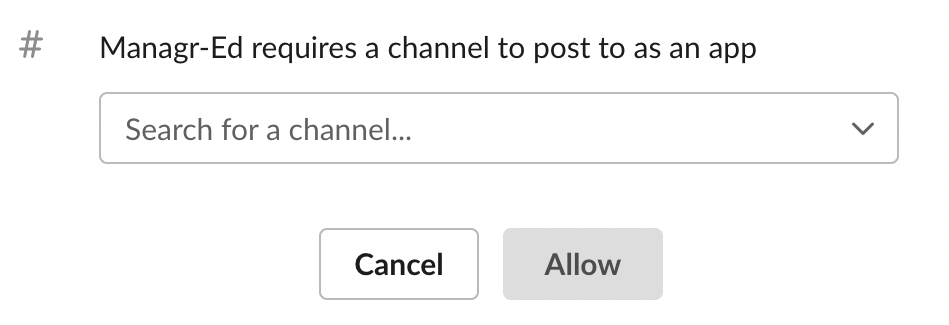 # Managr-Ed requires a channel to post to as an app
Search for a channel...
Cancel Allow